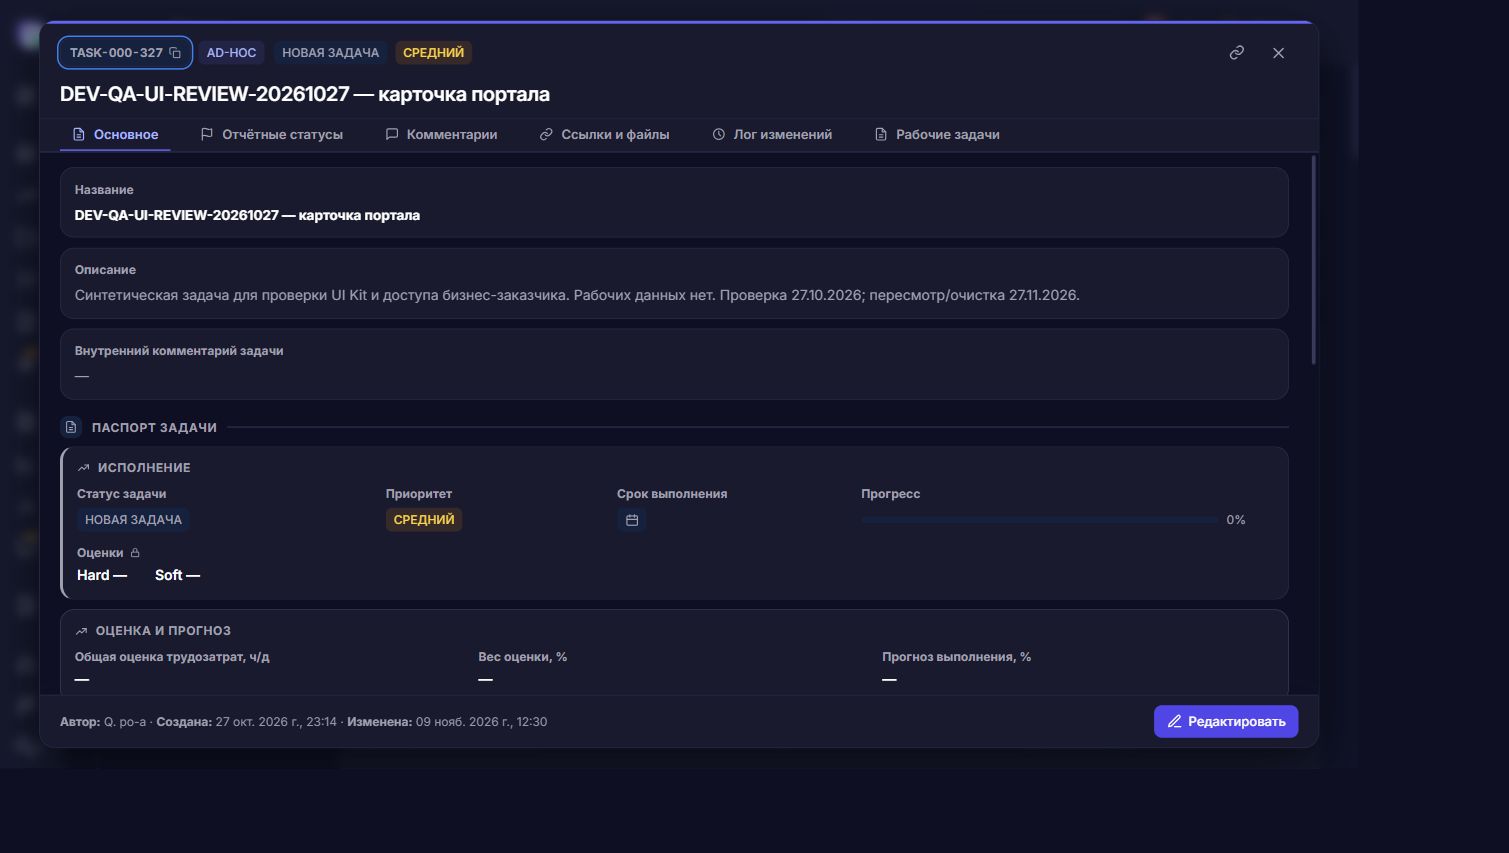 TASK-000-327 AD-HOC НОВАЯ ЗАДАЧА СРЕДНИЙ
DEV-QA-UI-REVIEW-20261027 — карточка портала
Основное Отчётные статусы Комментарии Ссылки и файлы Лог изменений Рабочие задачи
Название
DEV-QA-UI-REVIEW-20261027 — карточка портала
Описание
Синтетическая задача для проверки UI Kit и доступа бизнес-заказчика. Рабочих данных нет. Проверка 27.10.2026; пересмотр/очистка 27.11.2026.
Внутренний комментарий задачи
—
ПАСПОРТ ЗАДАЧИ
ИСПОЛНЕНИЕ
Статус задачи Приоритет Срок выполнения Прогресс
НОВАЯ ЗАДАЧА СРЕДНИЙ 0%
Оценки
Hard — Soft —
ОЦЕНКА И ПРОГНОЗ
Общая оценка трудозатрат, ч/д Вес оценки, % Прогноз выполнения, %
— — —
Автор: Q. po-a · Создана: 27 окт. 2026 г., 23:14 · Изменена: 09 нояб. 2026 г., 12:30 Редактировать